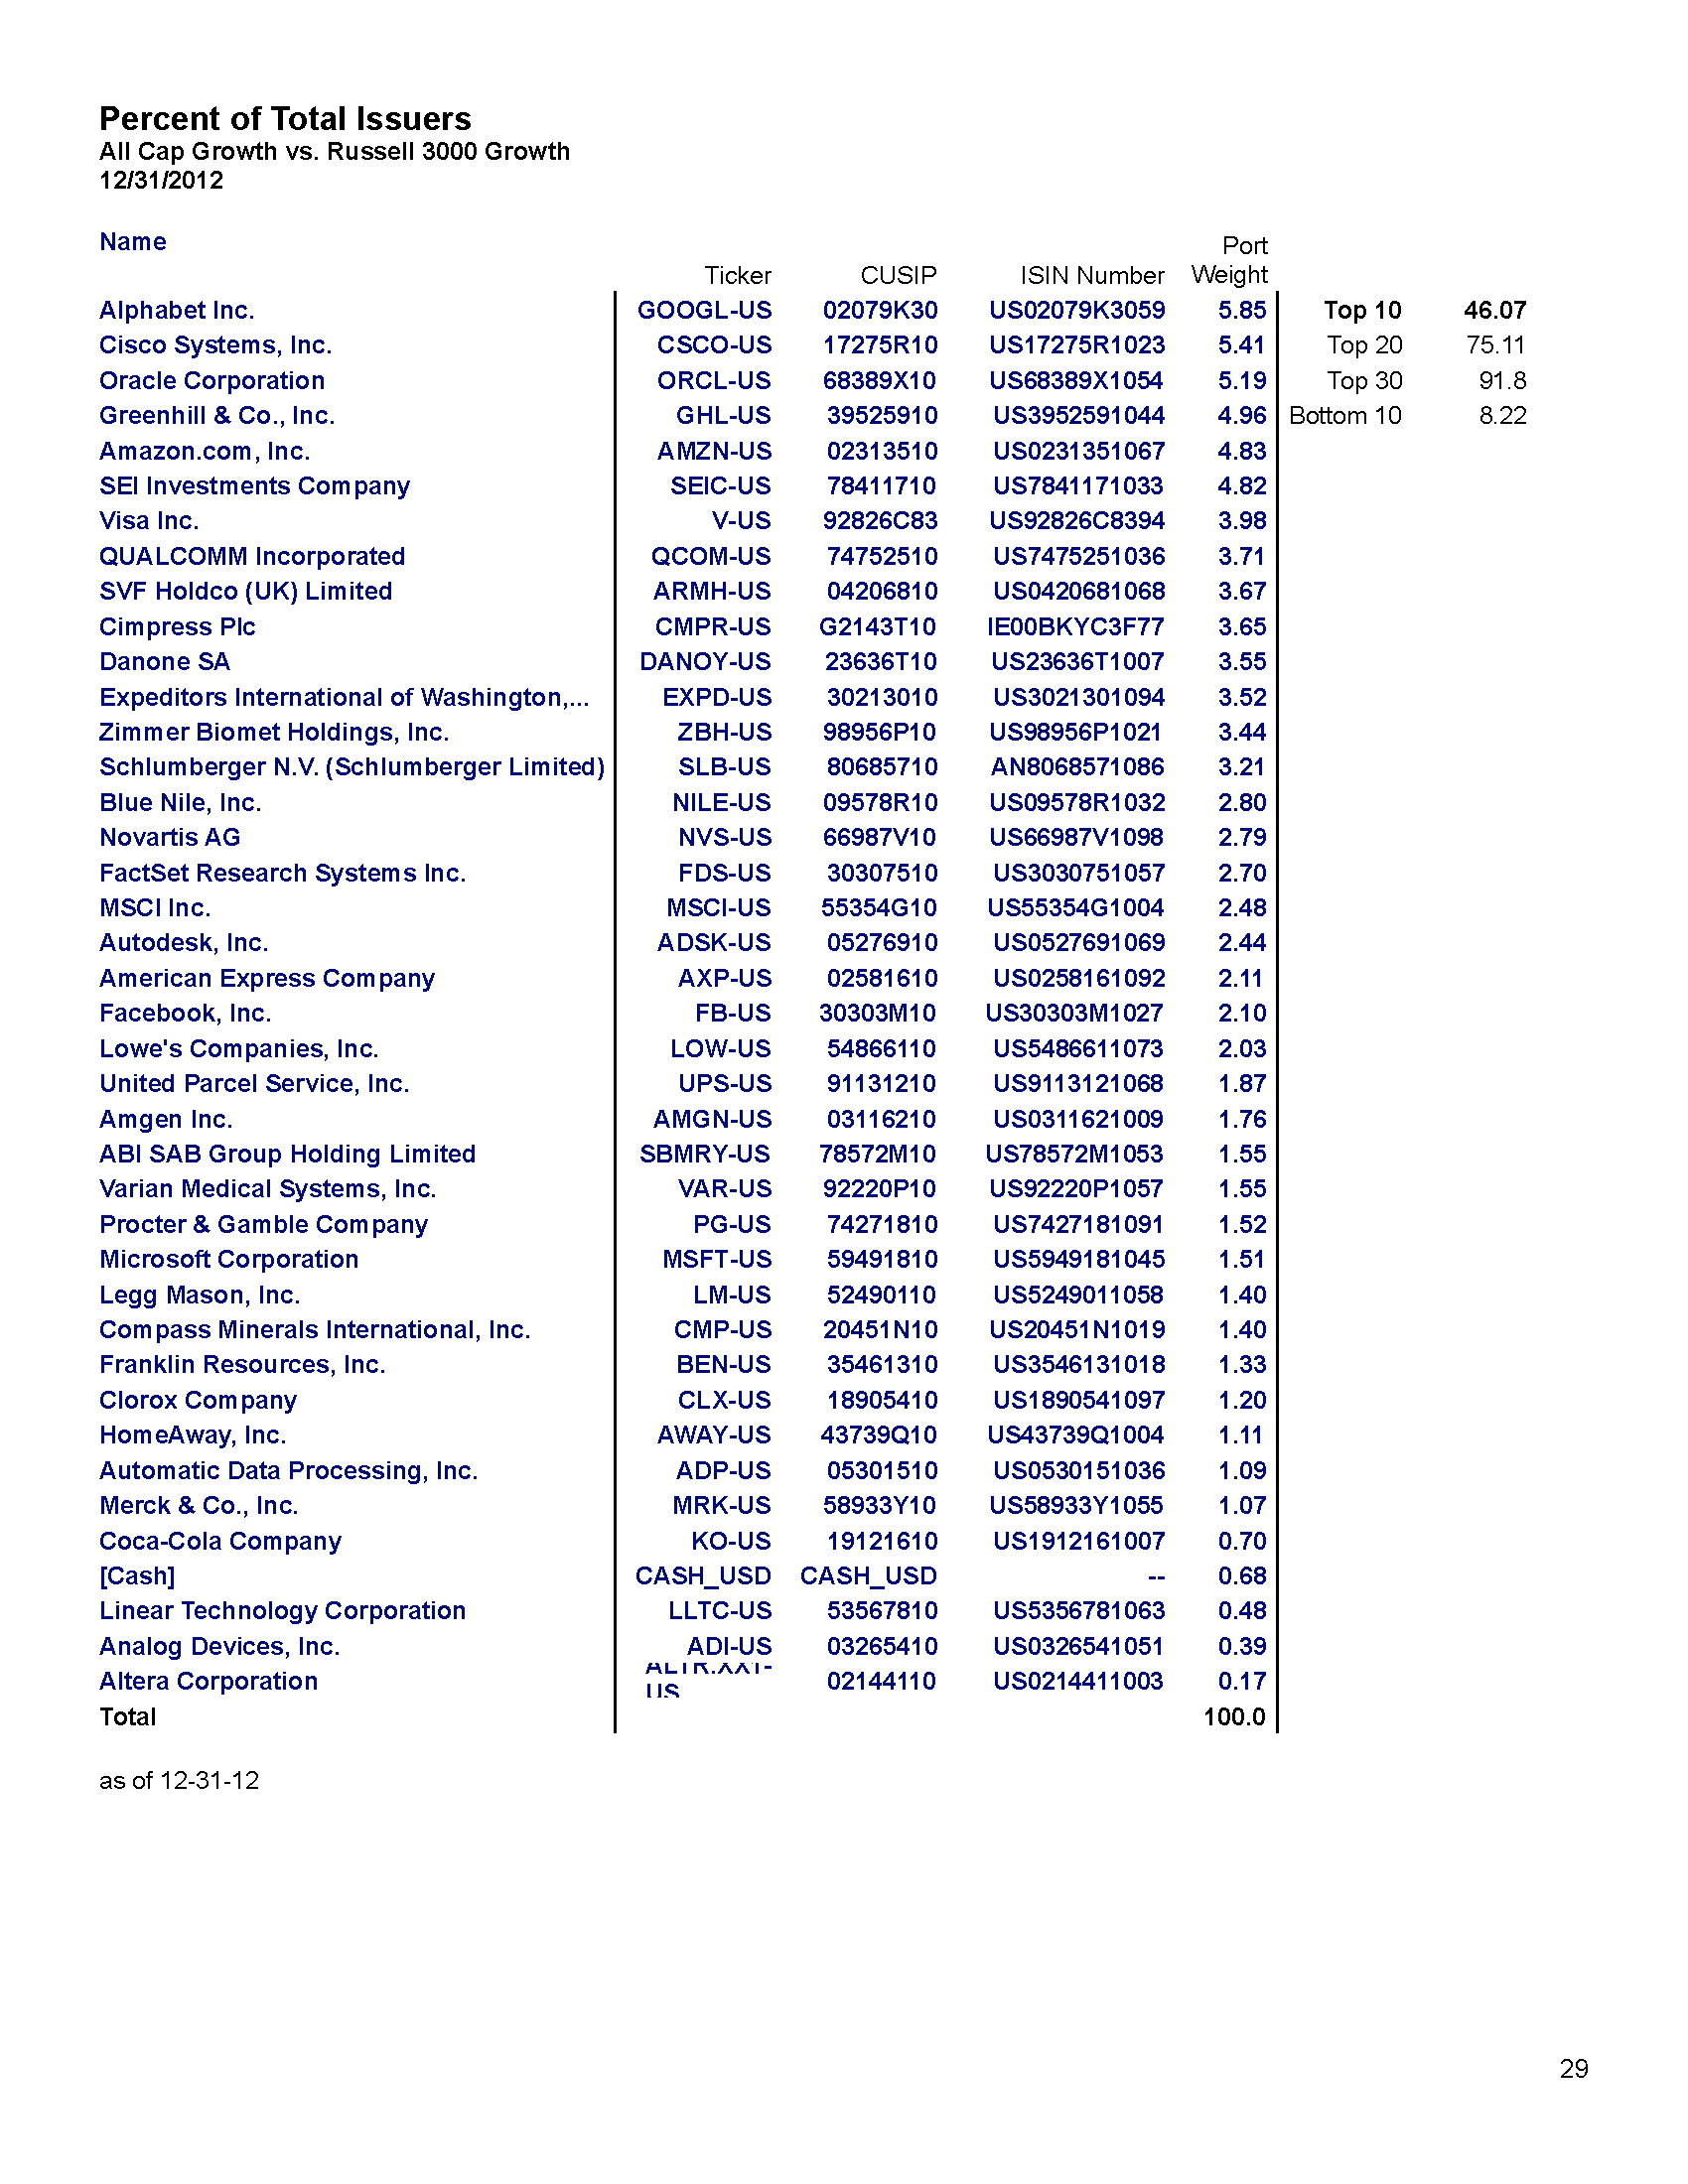 Percent of Total Issuers
All Cap Growth vs. Russell 3000 Growth
12/31/2012
Name Ticker CUSIP ISIN Number Port Weight
Alphabet Inc. GOOGL-US 02079K30 US02079K3059 5.85 Top 10 46.07
Cisco Systems, Inc. CSCO-US 17275R10 US17275R1023 5.41 Top 20 75.11
Oracle Corporation ORCL-US 68389X10 US68389X1054 5.19 Top 30 91.8
Greenhill & Co., Inc. GHL-US 39525910 US3952591044 4.96 Bottom 10 8.22
Amazon.com, Inc. AMZN-US 02313510 US0231351067 4.83
SEI Investments Company SEIC-US 78411710 US7841171033 4.82
Visa Inc. V-US 92826C83 US92826C8394 3.98
QUALCOMM Incorporated QCOM-US 74752510 US7475251036 3.71
SVF Holdco (UK) Limited ARMH-US 04206810 US0420681068 3.67
Cimpress Plc CMPR-US G2143T10 IE00BKYC3F77 3.65
Danone SA DANOY-US 23636T10 US23636T1007 3.55
Expeditors International of Washington,... EXPD-US 30213010 US3021301094 3.52
Zimmer Biomet Holdings, Inc. ZBH-US 98956P10 US98956P1021 3.44
Schlumberger N.V. (Schlumberger Limited) SLB-US 80685710 AN8068571086 3.21
Blue Nile, Inc. NILE-US 09578R10 US09578R1032 2.80
Novartis AG NVS-US 66987V10 US66987V1098 2.79
FactSet Research Systems Inc. FDS-US 30307510 US3030751057 2.70
MSCI Inc. MSCI-US 55354G10 US55354G1004 2.48
Autodesk, Inc. ADSK-US 05276910 US0527691069 2.44
American Express Company AXP-US 02581610 US0258161092 2.11
Facebook, Inc. FB-US 30303M10 US30303M1027 2.10
Lowe's Companies, Inc. LOW-US 54866110 US5486611073 2.03
United Parcel Service, Inc. UPS-US 91131210 US9113121068 1.87
Amgen Inc. AMGN-US 03116210 US0311621009 1.76
ABI SAB Group Holding Limited SBMRY-US 78572M10 US78572M1053 1.55
Varian Medical Systems, Inc. VAR-US 92220P10 US92220P1057 1.55
Procter & Gamble Company PG-US 74271810 US7427181091 1.52
Microsoft Corporation MSFT-US 59491810 US5949181045 1.51
Legg Mason, Inc. LM-US 52490110 US5249011058 1.40
Compass Minerals International, Inc. CMP-US 20451N10 US20451N1019 1.40
Franklin Resources, Inc. BEN-US 35461310 US3546131018 1.33
Clorox Company CLX-US 18905410 US1890541097 1.20
HomeAway, Inc. AWAY-US 43739Q10 US43739Q1004 1.11
Automatic Data Processing, Inc. ADP-US 05301510 US0530151036 1.09
Merck & Co., Inc. MRK-US 58933Y10 US58933Y1055 1.07
Coca-Cola Company KO-US 19121610 US1912161007 0.70
[Cash] CASH_USD CASH_USD -- 0.68
Linear Technology Corporation LLTC-US 53567810 US5356781063 0.48
Analog Devices, Inc. ADI-US 03265410 US0326541051 0.39
Altera Corporation 02144110 US0214411003 0.17
Total 100.0
as of 12-31-12
29